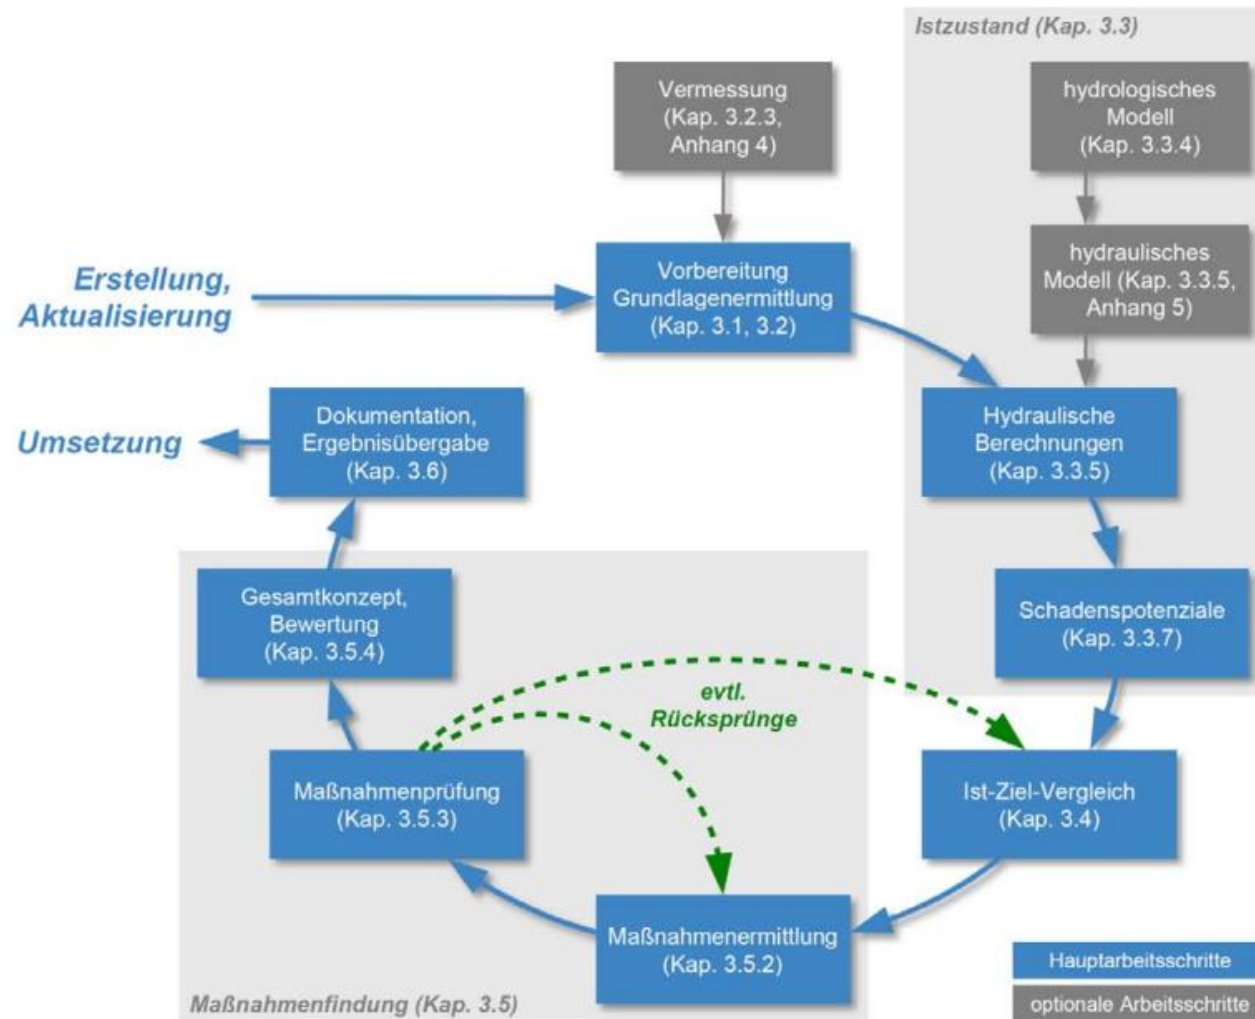 Istzustand (Kap. 3.3)
Vermessung
(Kap. 3.2.3,
Anhang 4)
hydrologisches
Modell
(Kap. 3.3.4)
Erstellung,
Aktualisierung
Vorbereitung
Grundlagenermittlung
(Kap. 3.1, 3.2)
hydraulisches
Modell (Kap. 3.3.5,
Anhang 5)
Umsetzung
Dokumentation,
Ergebnisübergabe
(Kap. 3.6)
Hydraulische
Berechnungen
(Kap. 3.3.5)
Gesamtkonzept,
Bewertung
(Kap. 3.5.4)
Schadenspotenziale
(Kap. 3.3.7)
evtl.
Rücksprünge
Maßnahmenprüfung
(Kap. 3.5.3)
Ist-Ziel-Vergleich
(Kap. 3.4)
Maßnahmenermittlung
(Kap. 3.5.2)
Maßnahmenfindung (Kap. 3.5)
Hauptarbeitsschritte
optionale Arbeitsschritte